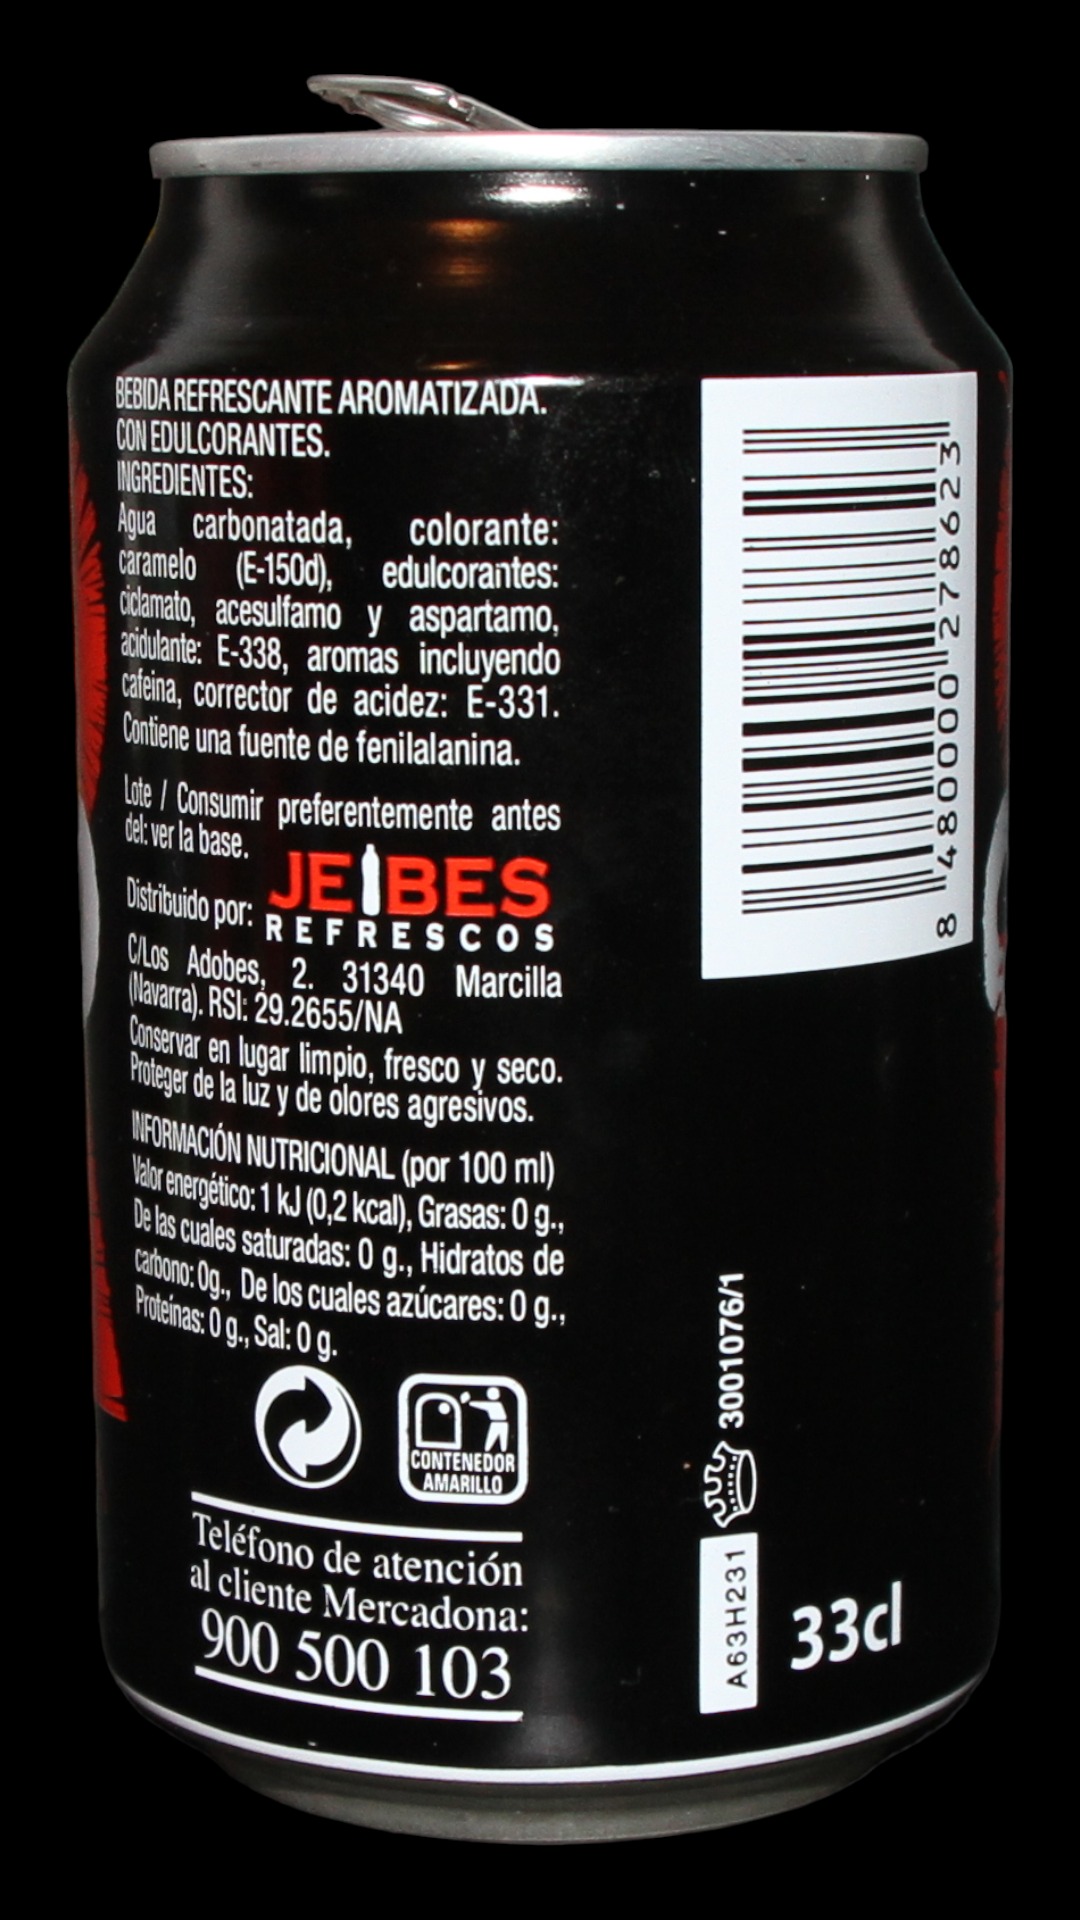 BEBIDA REFRESCANTE AROMATIZADA.
CON EDULCORANTES.
INGREDIENTES:
Agua carbonatada, colorante:
caramelo (E-150d), edulcorantes:
ciclamato, acesulfamo y aspartamo,
acidulante: E-338, aromas incluyendo
cafeina, corrector de acidez: E-331.
Contiene una fuente de fenilalanina.
Lote / Consumir preferentemente antes
del: ver la base.
Distribuido por: JEBES
REFRESCOS
C/Los Adobes, 2. 31340 Marcilla
(Navarra). RSI: 29.2655/NA
Conservar en lugar limpio, fresco y seco.
Proteger de la luz y de olores agresivos.
INFORMACIÓN NUTRICIONAL (por 100 ml)
Valor energético: 1 kJ (0,2 kcal), Grasas: 0 g.,
De las cuales saturadas: 0 g., Hidratos de
carbono: 0g., De los cuales azúcares: 0 g.,
Proteínas: 0 g., Sal: 0 g.
CONTENEDOR
AMARILLO
Teléfono de atención
al cliente Mercadona:
900 500 103
8 480000 278623
3001076/1
A63H231
33cl